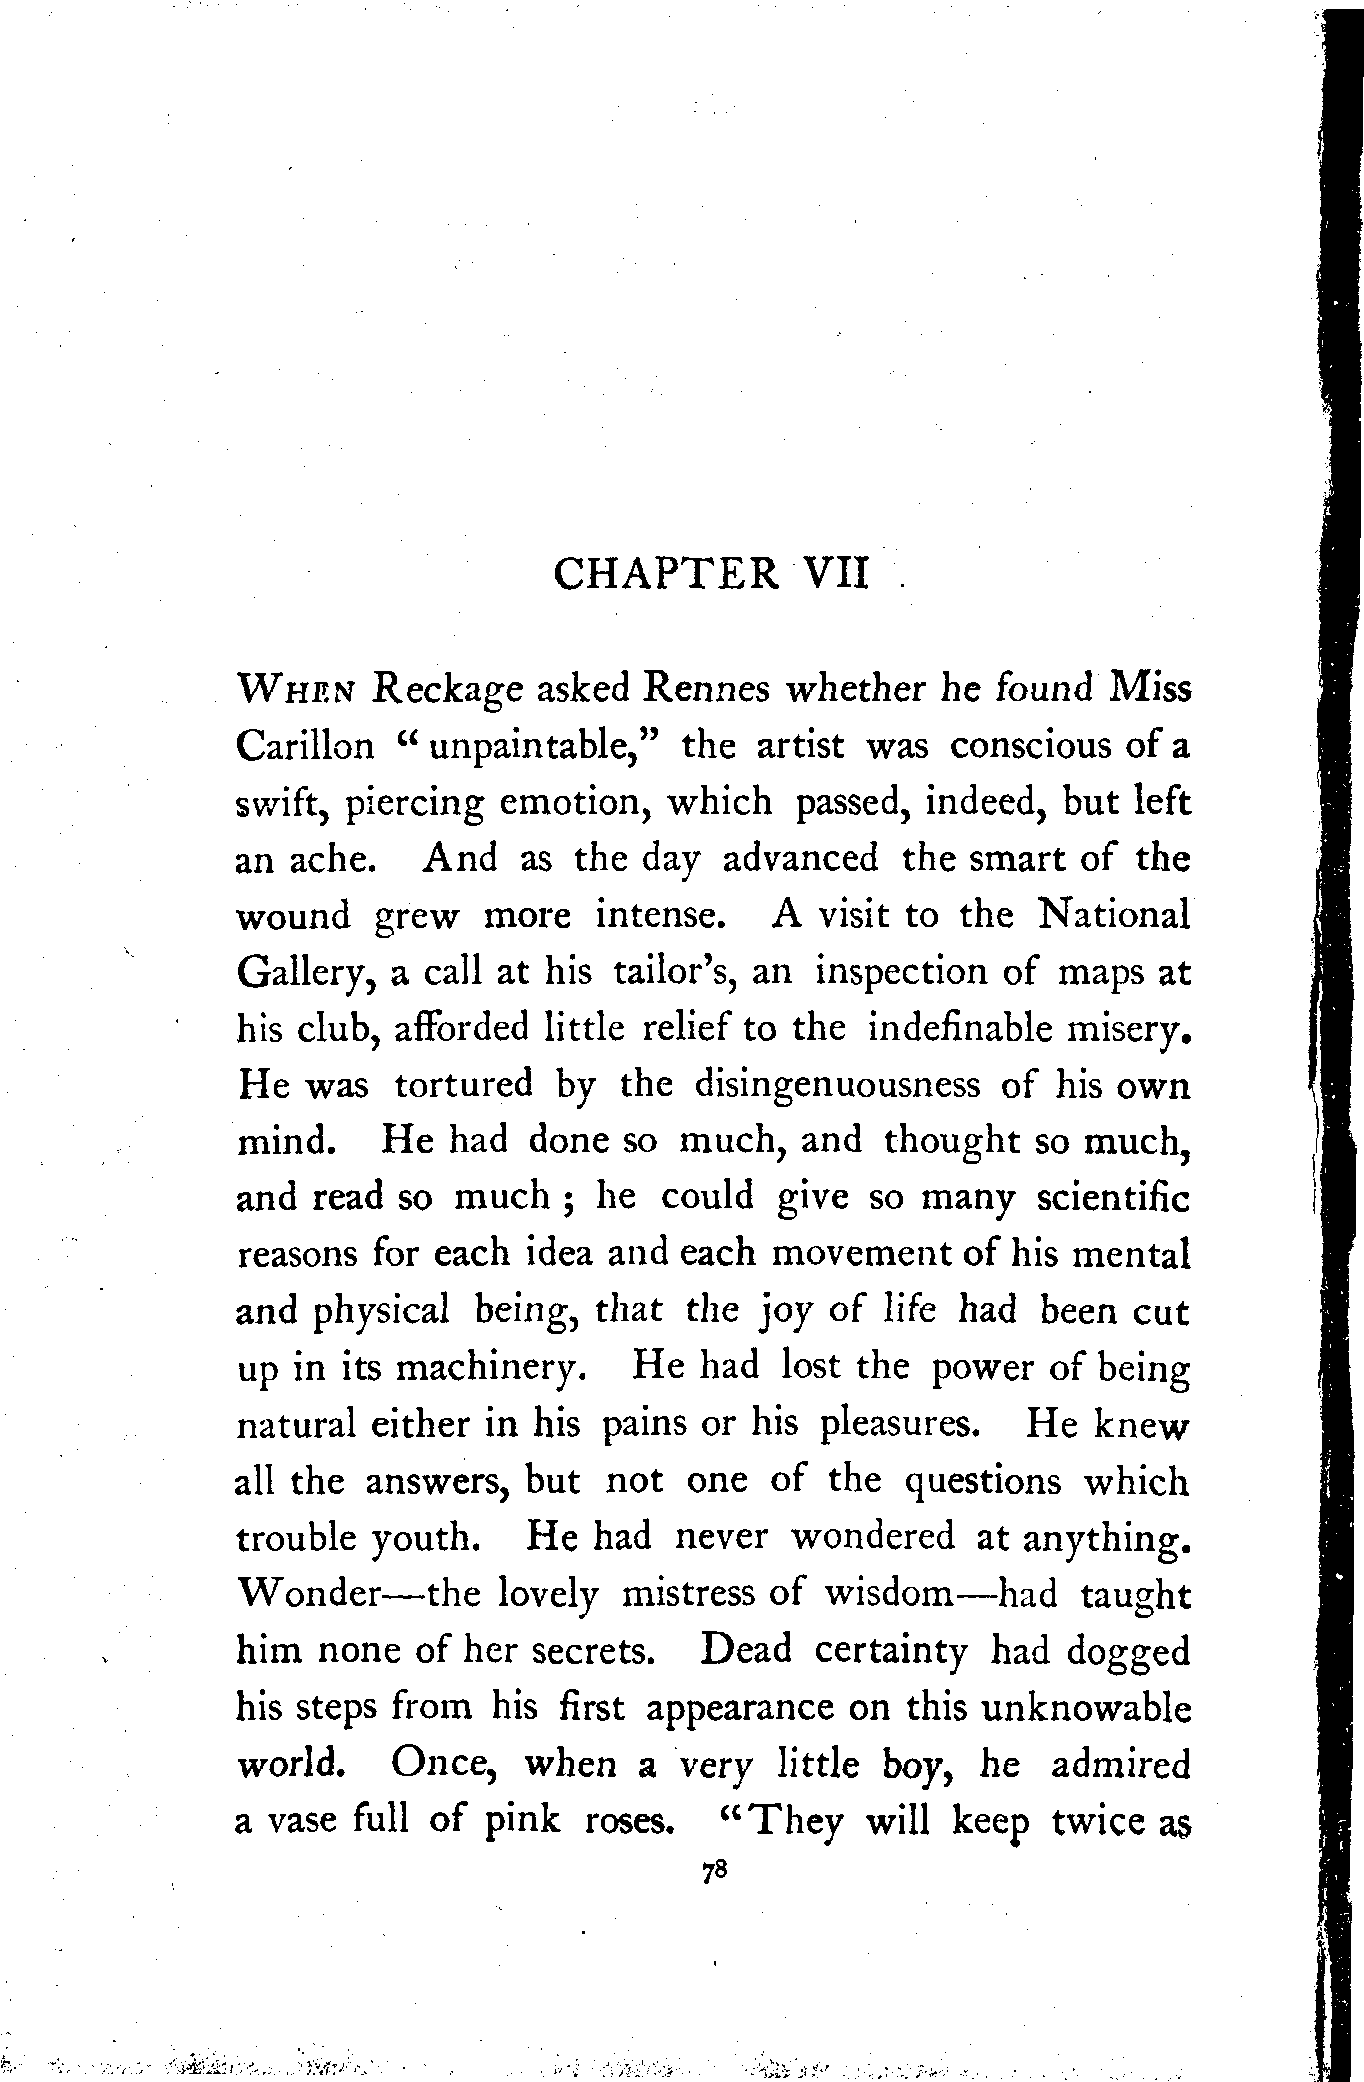 CHAPTER VII
WHEN Reckage asked Rennes whether he found Miss
Carillon “ unpaintable,” the artist was conscious of a
swift, piercing emotion, which passed, indeed, but left
an ache. And as the day advanced the smart of the
wound grew more intense. A visit to the National
Gallery, a call at his tailor’s, an inspection of maps at
his club, afforded little relief to the indefinable misery.
He was tortured by the disingenuousness of his own
mind. He had done so much, and thought so much,
and read so much ; he could give so many scientific
reasons for each idea and each movement of his mental
and physical being, that the joy of life had been cut
up in its machinery. He had lost the power of being
natural either in his pains or his pleasures. He knew
all the answers, but not one of the questions which
trouble youth. He had never wondered at anything.
Wonder—the lovely mistress of wisdom—had taught
him none of her secrets. Dead certainty had dogged
his steps from his first appearance on this unknowable
world. Once, when a very little boy, he admired
a vase full of pink roses. “They will keep twice as
78